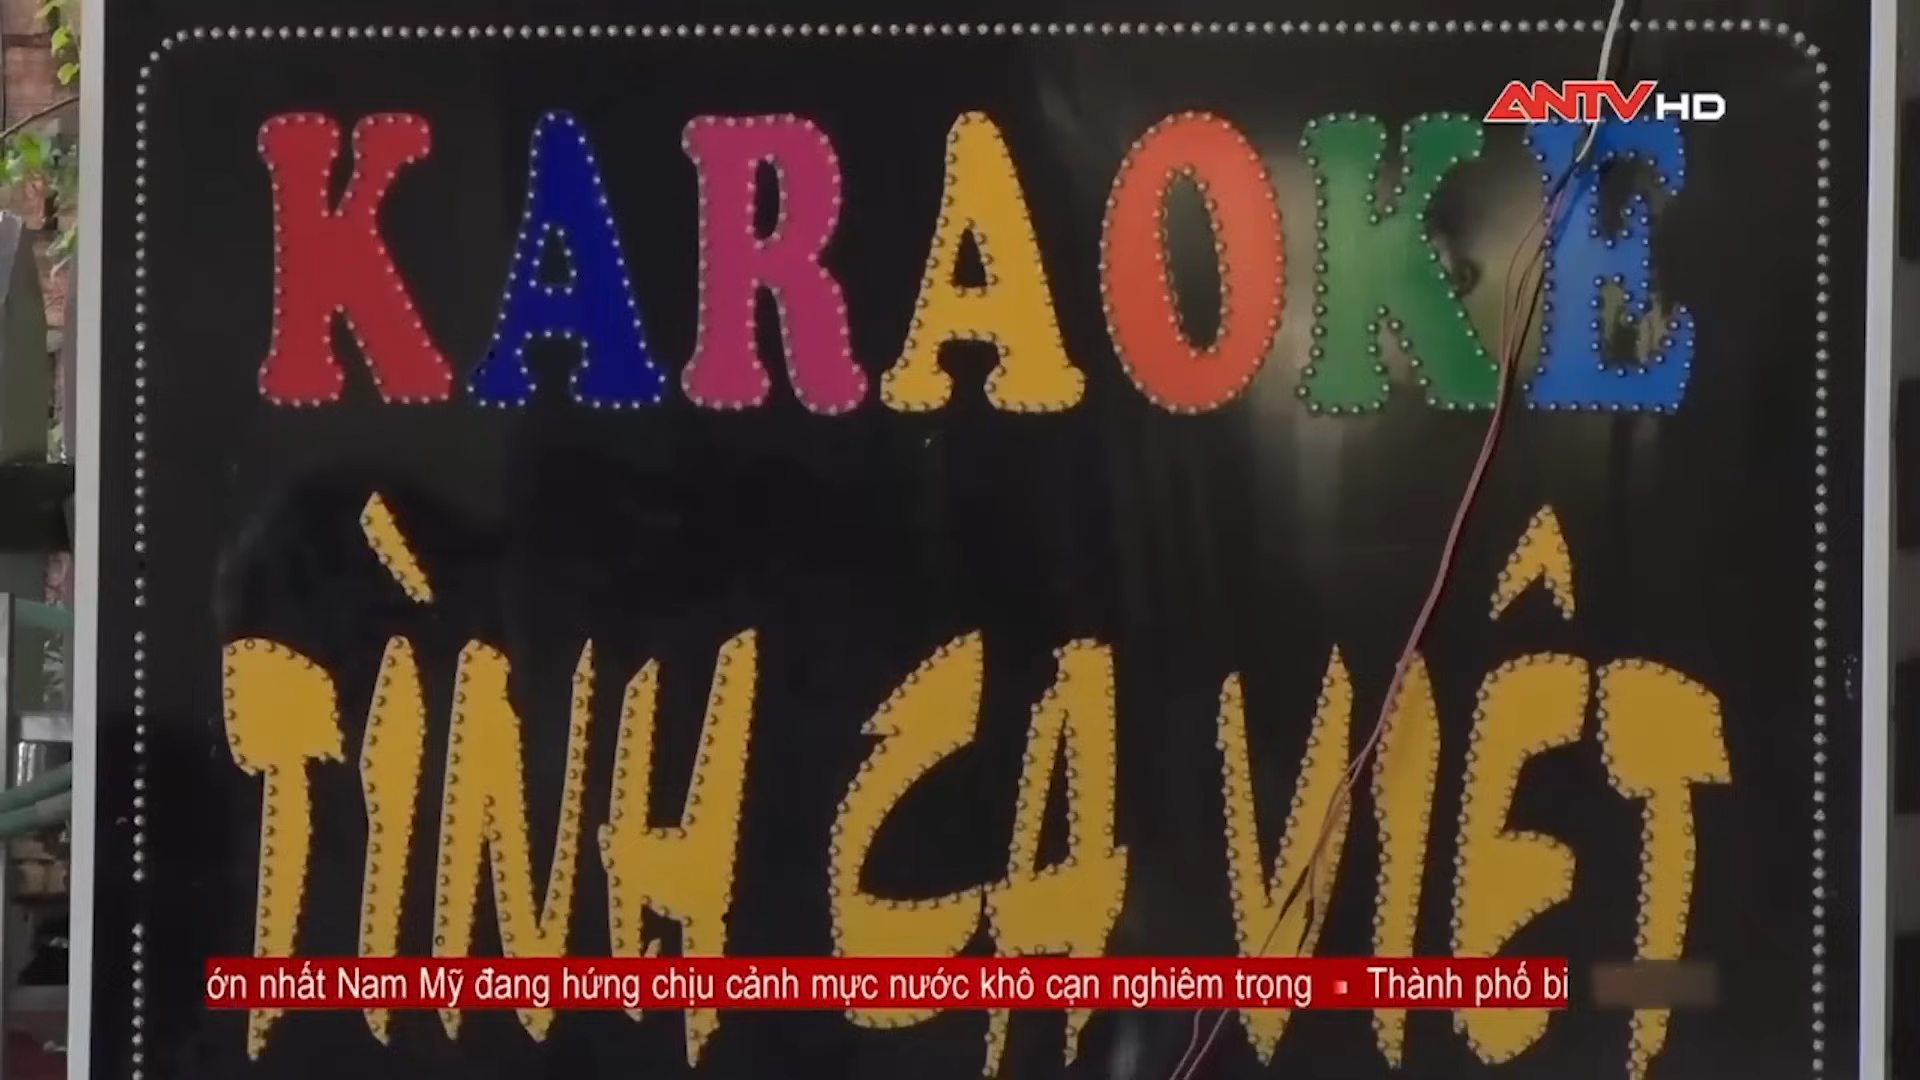 ANTV HD
KARAOKE
TÌNH CA VIỆT
ớn nhất Nam Mỹ đang hứng chịu cảnh mực nước khô cạn nghiêm trọng ▪ Thành phố bi